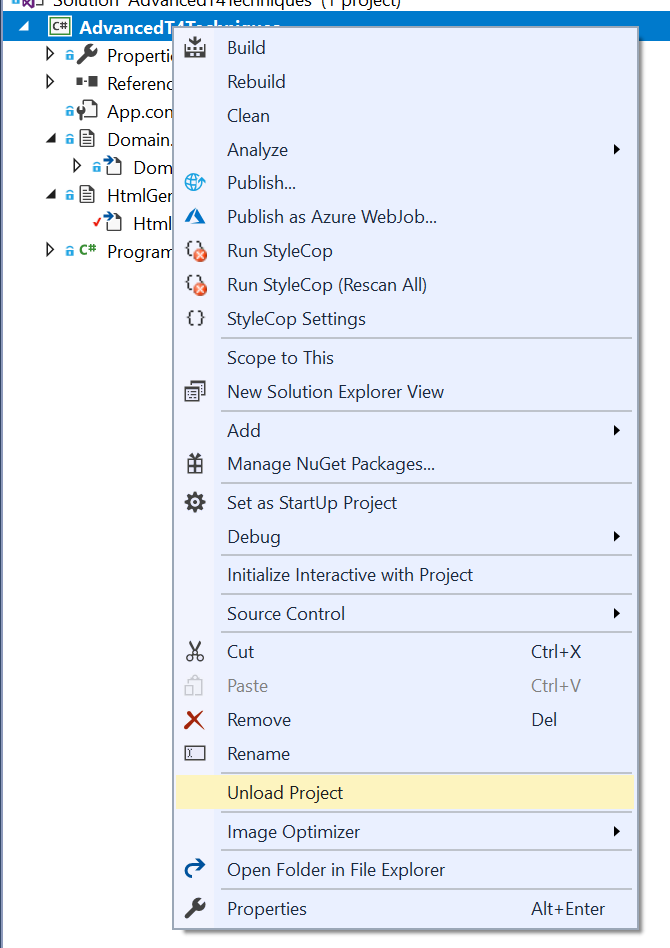 Solution 'AdvancedT4Techniques' (1 project)
C# AdvancedT4Techniques
Properti
Referenc
App.con
Domain.
Dom
HtmlGer
Html
C# Program
Build
Rebuild
Clean
Analyze
Publish...
Publish as Azure WebJob...
Run StyleCop
Run StyleCop (Rescan All)
StyleCop Settings
Scope to This
New Solution Explorer View
Add
Manage NuGet Packages...
Set as StartUp Project
Debug
Initialize Interactive with Project
Source Control
Cut Ctrl+X
Paste Ctrl+V
Remove Del
Rename
Unload Project
Image Optimizer
Open Folder in File Explorer
Properties Alt+Enter